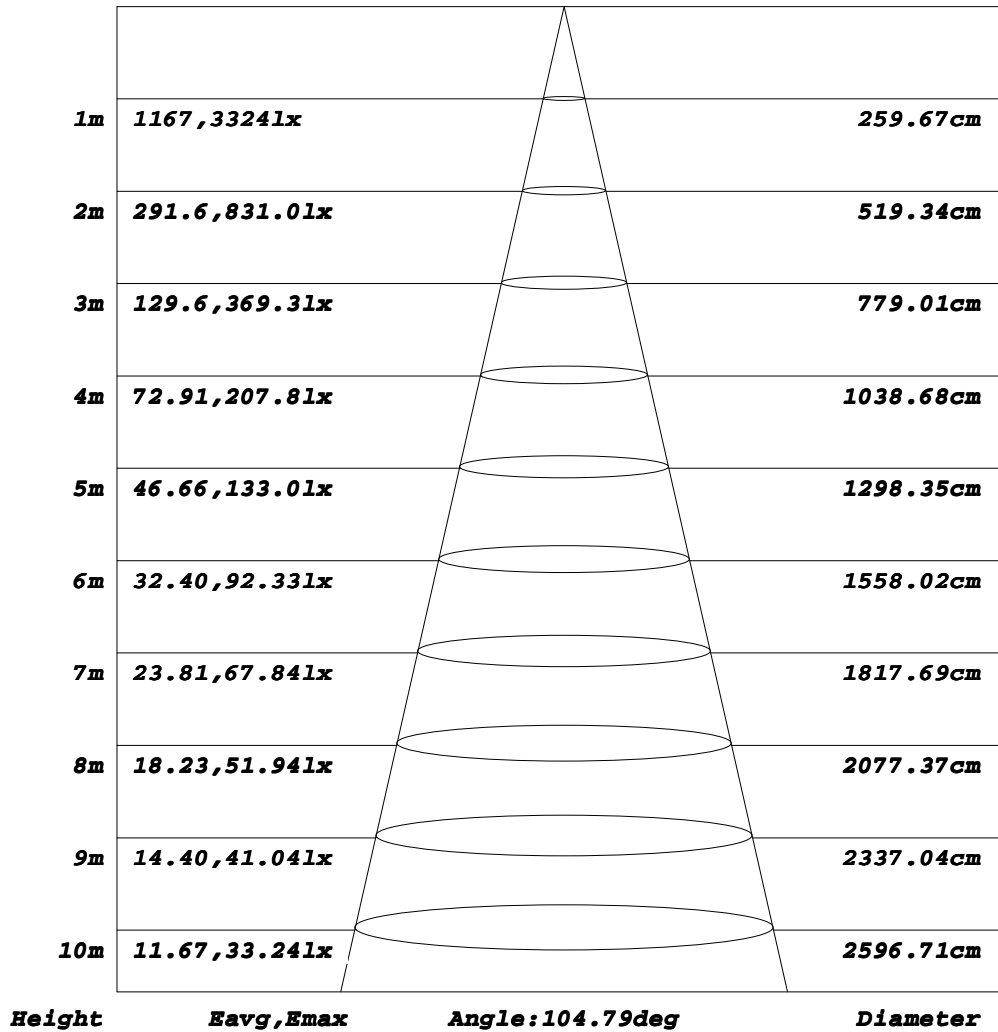 1m 1167,3324lx 259.67cm
2m 291.6,831.0lx 519.34cm
3m 129.6,369.3lx 779.01cm
4m 72.91,207.8lx 1038.68cm
5m 46.66,133.0lx 1298.35cm
6m 32.40,92.33lx 1558.02cm
7m 23.81,67.84lx 1817.69cm
8m 18.23,51.94lx 2077.37cm
9m 14.40,41.04lx 2337.04cm
10m 11.67,33.24lx 2596.71cm
Height Eavg,Emax Angle:104.79deg Diameter